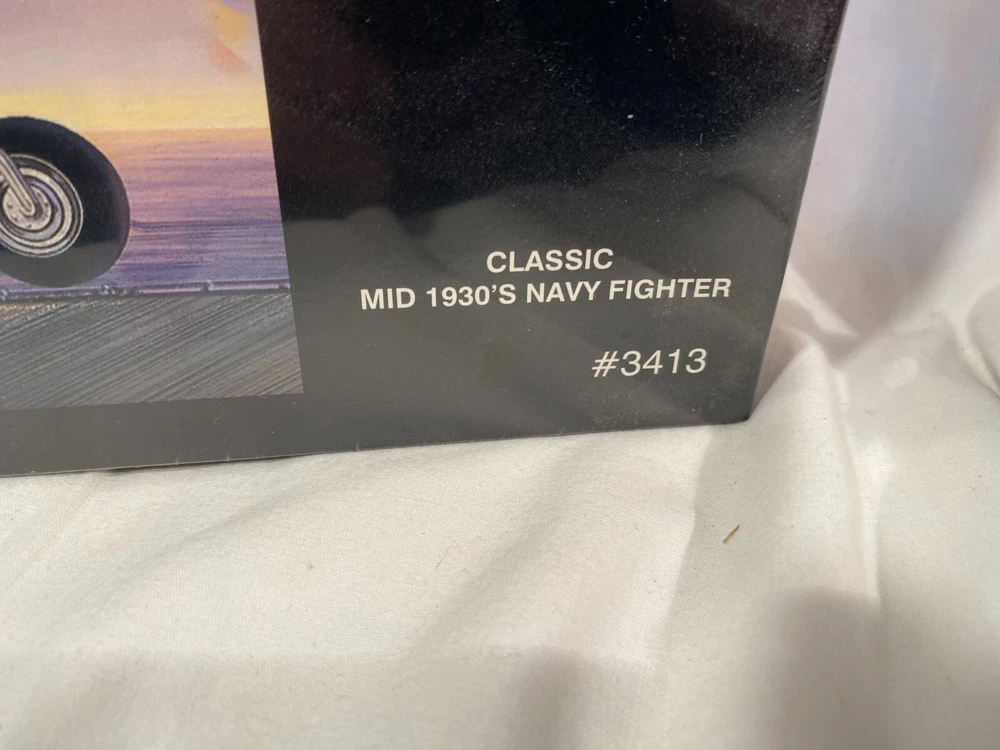 CLASSIC
MID 1930'S NAVY FIGHTER
#3413